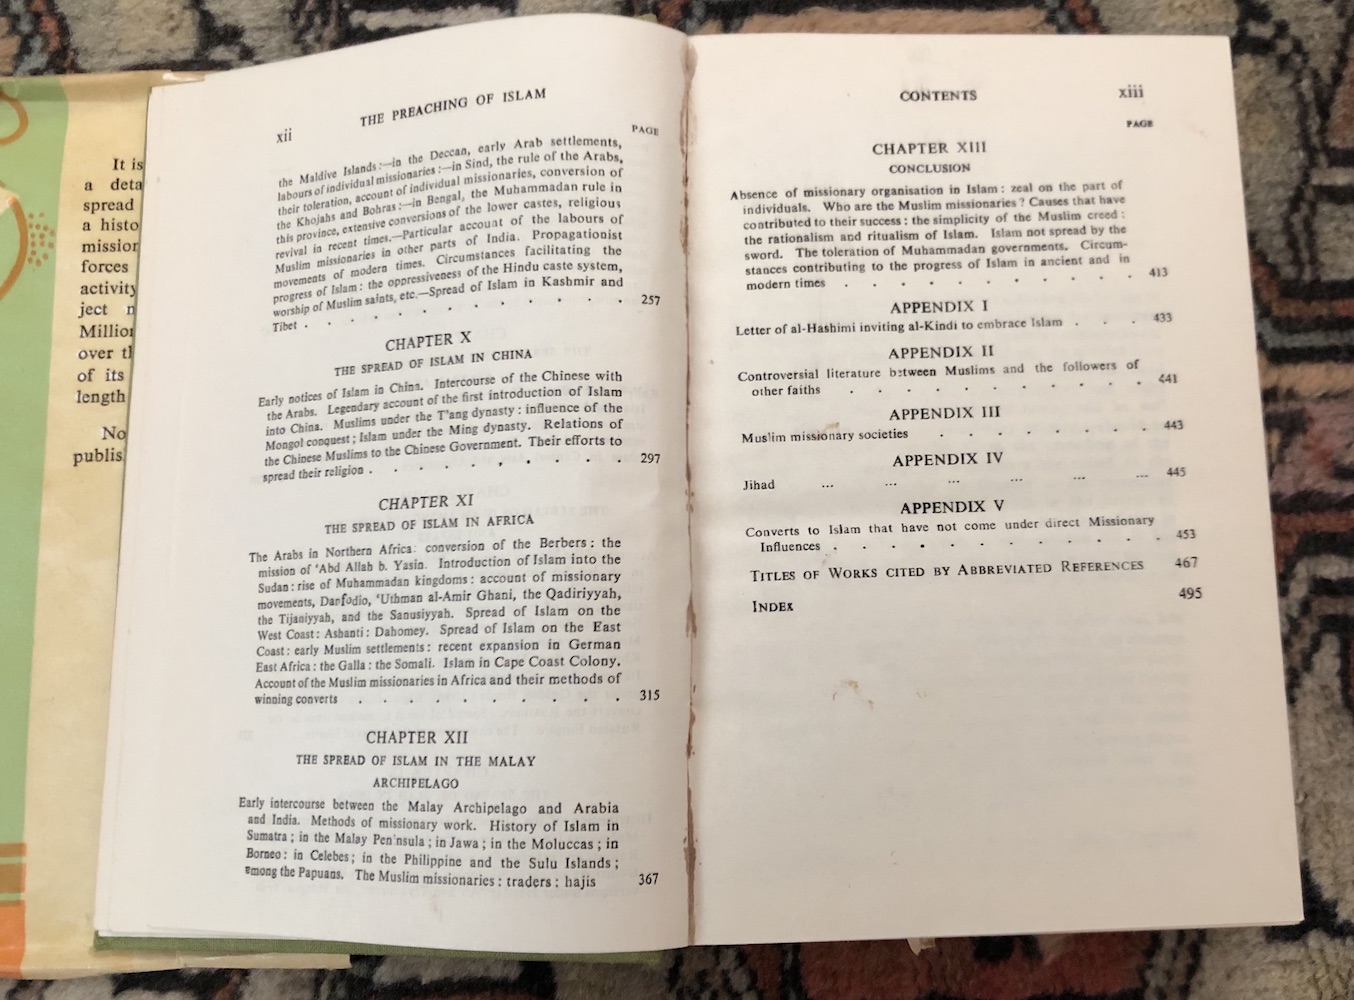 It is
a deta
spread
a histo
mission
forces
activity
ject n
Million
over th
of its
length
No
publis
xii
THE PREACHING OF ISLAM
PAGE
the Maldive Islands:—in the Deccan, early Arab settlements,
labours of individual missionaries:—in Sind, the rule of the Arabs,
their toleration, account of individual missionaries, conversion of
the Khojahs and Bohras:—in Bengal, the Muhammadan rule in
this province, extensive conversions of the lower castes, religious
revival in recent times.—Particular account of the labours of
Muslim missionaries in other parts of India. Propagationist
movements of modern times. Circumstances facilitating the
progress of Islam: the oppressiveness of the Hindu caste system,
worship of Muslim saints, etc.—Spread of Islam in Kashmir and
Tibet . . . . . . . . . . 257
CHAPTER X
THE SPREAD OF ISLAM IN CHINA
Early notices of Islam in China. Intercourse of the Chinese with
the Arabs. Legendary account of the first introduction of Islam
into China. Muslims under the T'ang dynasty: influence of the
Mongol conquest; Islam under the Ming dynasty. Relations of
the Chinese Muslims to the Chinese Government. Their efforts to
spread their religion . . . . . . . . . . 297
CHAPTER XI
THE SPREAD OF ISLAM IN AFRICA
The Arabs in Northern Africa: conversion of the Berbers: the
mission of 'Abd Allah b. Yasin. Introduction of Islam into the
Sudan: rise of Muhammadan kingdoms: account of missionary
movements, Danfodio, 'Uthman al-Amir Ghani, the Qadiriyyah,
the Tijaniyyah, and the Sanusiyyah. Spread of Islam on the
West Coast: Ashanti: Dahomey. Spread of Islam on the East
Coast: early Muslim settlements: recent expansion in German
East Africa: the Galla: the Somali. Islam in Cape Coast Colony.
Account of the Muslim missionaries in Africa and their methods of
winning converts . . . . . . . . . . 315
CHAPTER XII
THE SPREAD OF ISLAM IN THE MALAY
ARCHIPELAGO
Early intercourse between the Malay Archipelago and Arabia
and India. Methods of missionary work. History of Islam in
Sumatra; in the Malay Pen'nsula; in Jawa; in the Moluccas; in
Borneo: in Celebes; in the Philippine and the Sulu Islands;
among the Papuans. The Muslim missionaries: traders: hajis 367
CONTENTS
xiii
PAGE
CHAPTER XIII
CONCLUSION
Absence of missionary organisation in Islam: zeal on the part of
individuals. Who are the Muslim missionaries? Causes that have
contributed to their success: the simplicity of the Muslim creed:
the rationalism and ritualism of Islam. Islam not spread by the
sword. The toleration of Muhammadan governments. Circum-
stances contributing to the progress of Islam in ancient and in
modern times . . . . . . . . . 413
APPENDIX I
Letter of al-Hashimi inviting al-Kindi to embrace Islam . . . 433
APPENDIX II
Controversial literature between Muslims and the followers of
other faiths . . . . . . . . . 441
APPENDIX III
Muslim missionary societies . . . . . . . 443
APPENDIX IV
Jihad ... ... ... ... ... ... 445
APPENDIX V
Converts to Islam that have not come under direct Missionary
Influences . . . . . . . . . . . . 453
TITLES OF WORKS CITED BY ABBREVIATED REFERENCES 467
INDEX 495